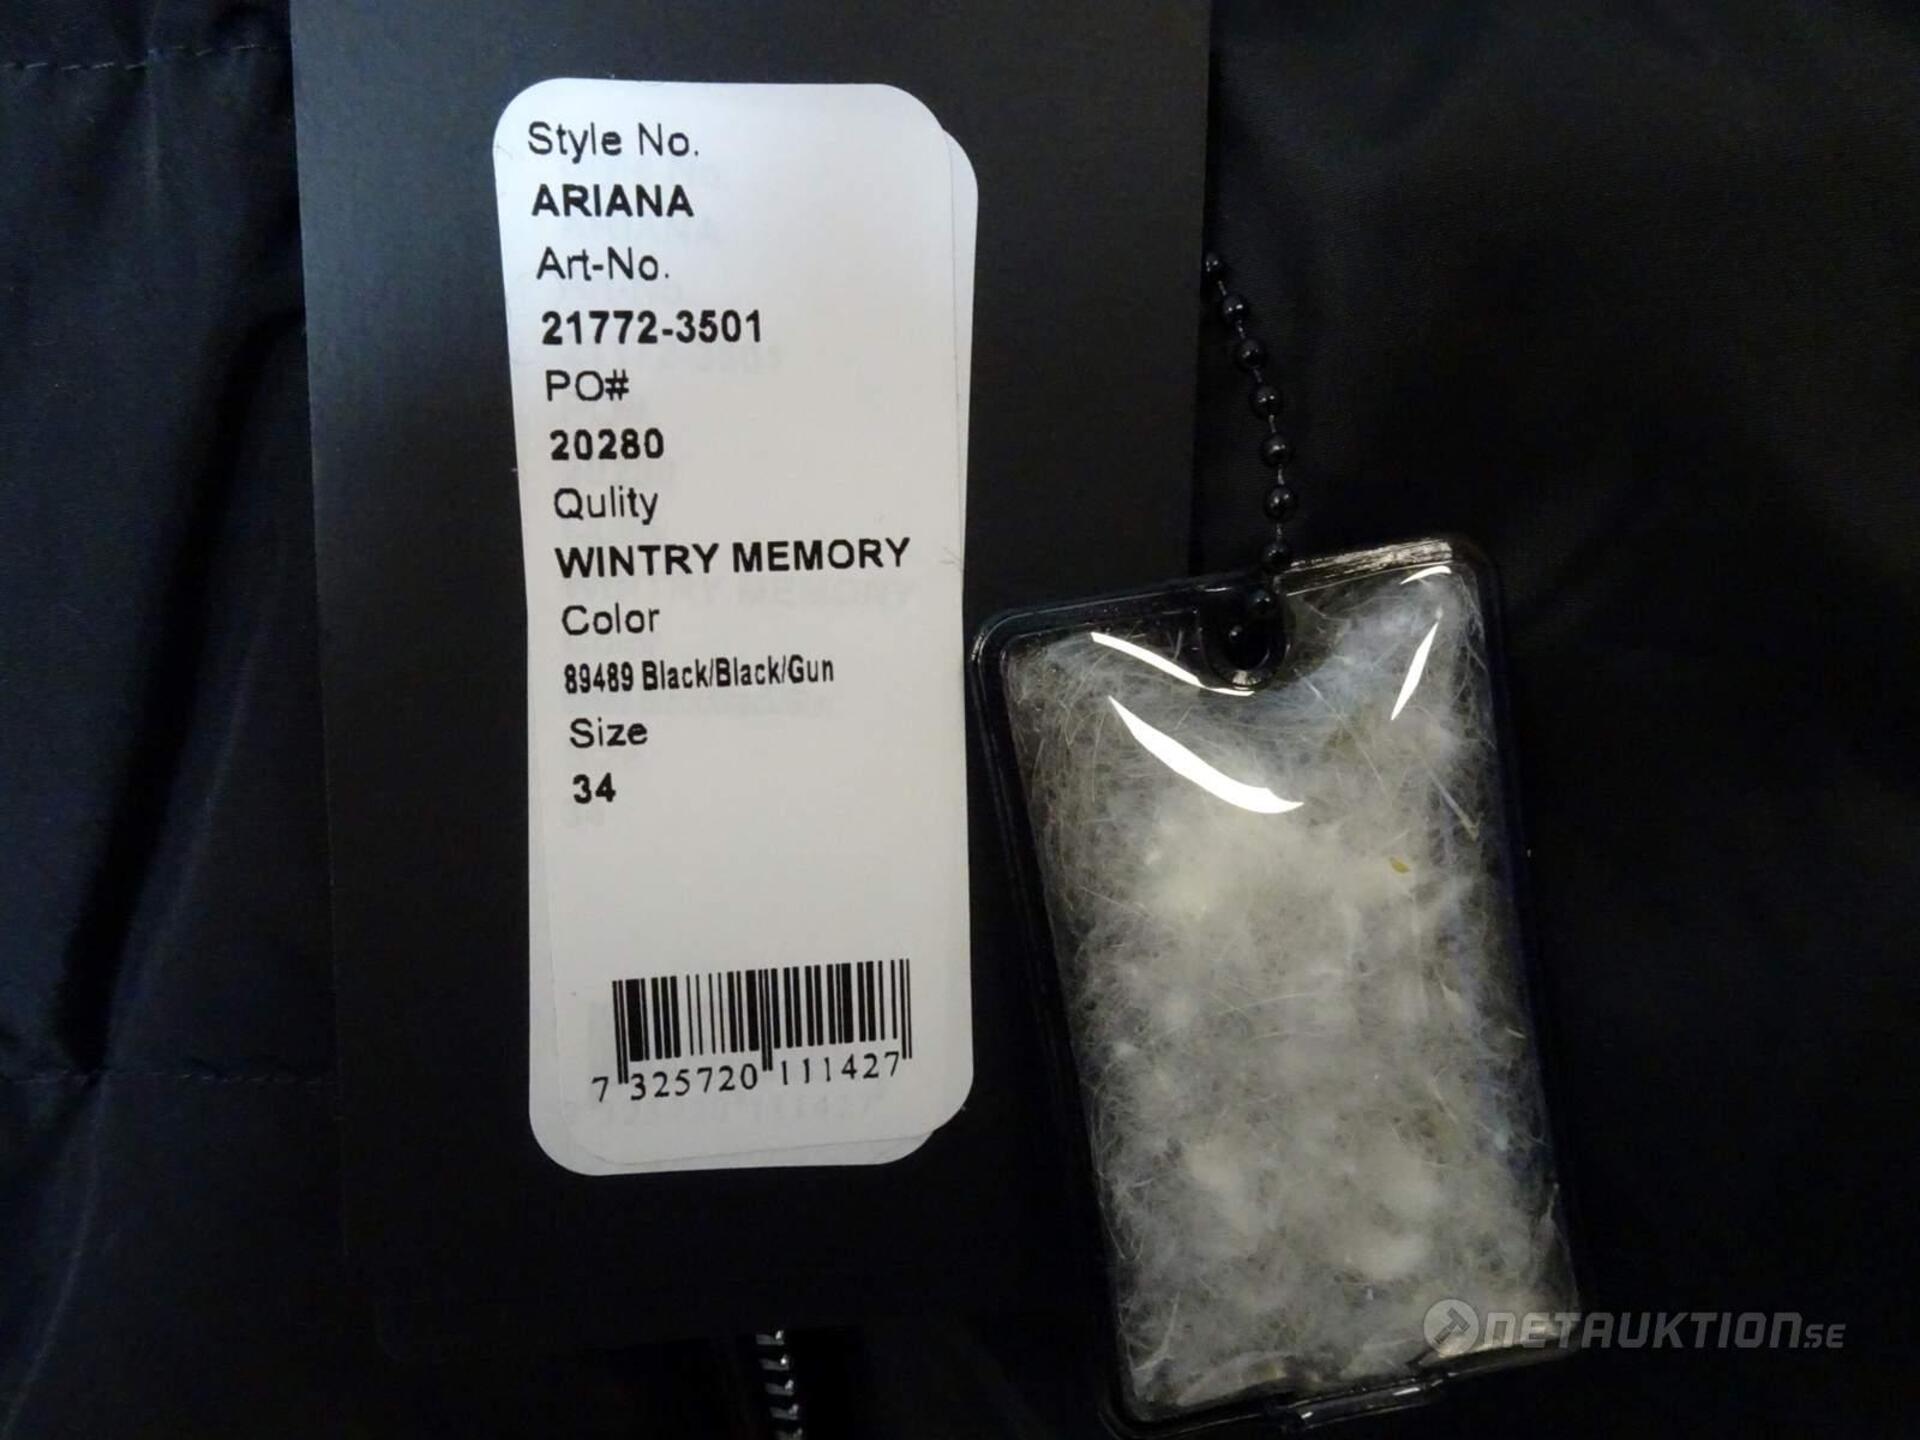 Style No.
ARIANA
Art-No.
21772-3501
PO#
20280
Qulity
WINTRY MEMORY
Color
89489 Black/Black/Gun
Size
34
7 325720 111427
NETAUKTION.SE